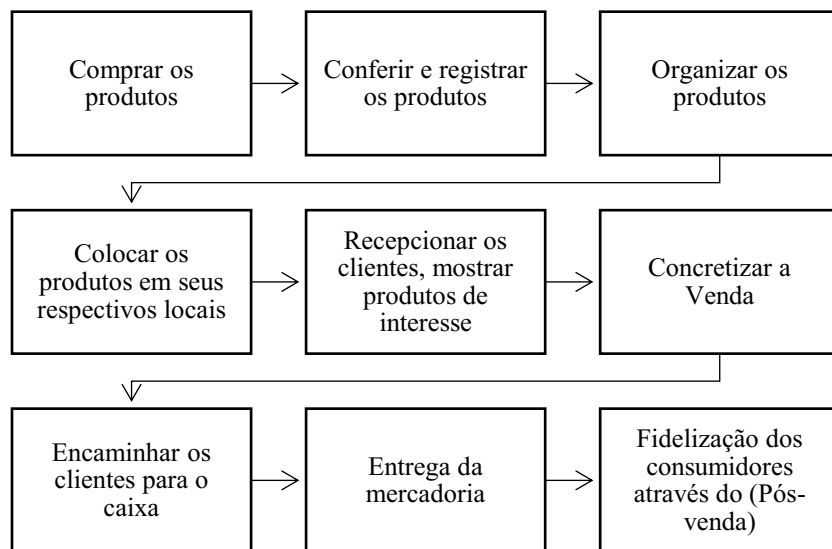 Comprar os
produtos
Conferir e registrar
os produtos
Organizar os
produtos
Colocar os
produtos em seus
respectivos locais
Recepcionar os
clientes, mostrar
produtos de
interesse
Concretizar a
Venda
Encaminhar os
clientes para o
caixa
Entrega da
mercadoria
Fidelização dos
consumidores
através do (Pós-
venda)